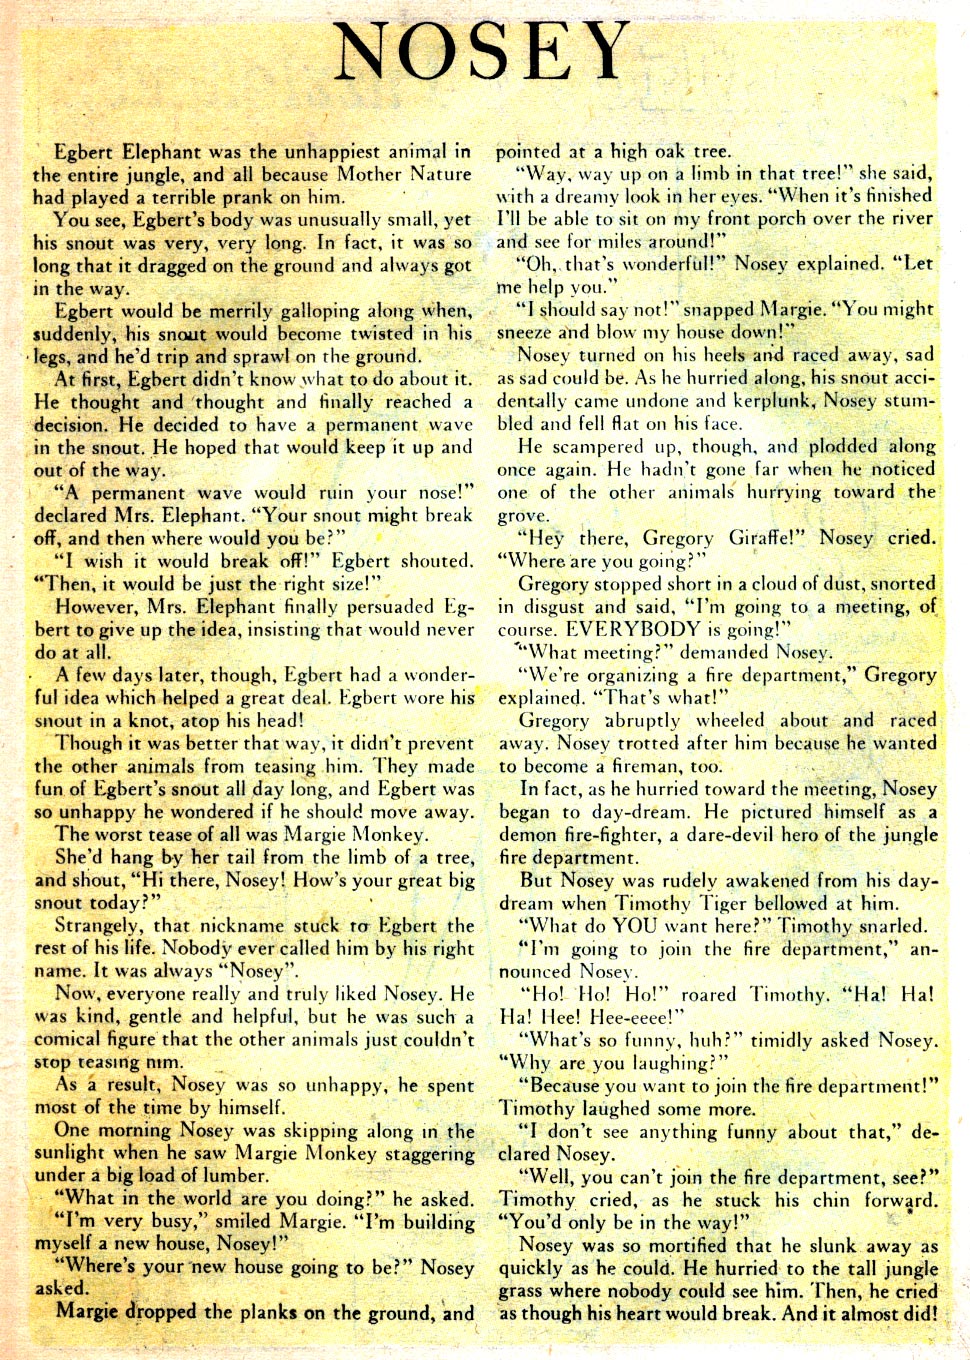 NOSEY
Egbert Elephant was the unhappiest animal in
the entire jungle, and all because Mother Nature
had played a terrible prank on him.
You see, Egbert's body was unusually small, yet
his snout was very, very long. In fact, it was so
long that it dragged on the ground and always got
in the way.
Egbert would be merrily galloping along when,
suddenly, his snout would become twisted in his
legs, and he'd trip and sprawl on the ground.
At first, Egbert didn't know what to do about it.
He thought and thought and finally reached a
decision. He decided to have a permanent wave
in the snout. He hoped that would keep it up and
out of the way.
“A permanent wave would ruin your nose!”
declared Mrs. Elephant. “Your snout might break
off, and then where would you be?”
“I wish it would break off!” Egbert shouted.
“Then, it would be just the right size!”
However, Mrs. Elephant finally persuaded Eg-
bert to give up the idea, insisting that would never
do at all.
A few days later, though, Egbert had a wonder-
ful idea which helped a great deal. Egbert wore his
snout in a knot, atop his head!
Though it was better that way, it didn't prevent
the other animals from teasing him. They made
fun of Egbert's snout all day long, and Egbert was
so unhappy he wondered if he should move away.
The worst tease of all was Margie Monkey.
She'd hang by her tail from the limb of a tree,
and shout, “Hi there, Nosey! How's your great big
snout today?”
Strangely, that nickname stuck to Egbert the
rest of his life. Nobody ever called him by his right
name. It was always “Nosey”.
Now, everyone really and truly liked Nosey. He
was kind, gentle and helpful, but he was such a
comical figure that the other animals just couldn't
stop teasing him.
As a result, Nosey was so unhappy, he spent
most of the time by himself.
One morning Nosey was skipping along in the
sunlight when he saw Margie Monkey staggering
under a big load of lumber.
“What in the world are you doing?” he asked.
“I'm very busy,” smiled Margie. “I'm building
myself a new house, Nosey!”
“Where's your new house going to be?” Nosey
asked.
Margie dropped the planks on the ground, and
pointed at a high oak tree.
“Way, way up on a limb in that tree!” she said,
with a dreamy look in her eyes. “When it's finished
I'll be able to sit on my front porch over the river
and see for miles around!”
“Oh, that's wonderful!” Nosey explained. “Let
me help you.”
“I should say not!” snapped Margie. “You might
sneeze and blow my house down!”
Nosey turned on his heels and raced away, sad
as sad could be. As he hurried along, his snout acci-
dentally came undone and kerplunk, Nosey stum-
bled and fell flat on his face.
He scampered up, though, and plodded along
once again. He hadn't gone far when he noticed
one of the other animals hurrying toward the
grove.
“Hey there, Gregory Giraffe!” Nosey cried.
“Where are you going?”
Gregory stopped short in a cloud of dust, snorted
in disgust and said, “I'm going to a meeting, of
course. EVERYBODY is going!”
“What meeting?” demanded Nosey.
“We're organizing a fire department,” Gregory
explained. “That's what!”
Gregory abruptly wheeled about and raced
away. Nosey trotted after him because he wanted
to become a fireman, too.
In fact, as he hurried toward the meeting, Nosey
began to day-dream. He pictured himself as a
demon fire-fighter, a dare-devil hero of the jungle
fire department.
But Nosey was rudely awakened from his day-
dream when Timothy Tiger bellowed at him.
“What do YOU want here?” Timothy snarled.
“I'm going to join the fire department,” an-
nounced Nosey.
“Ho! Ho! Ho!” roared Timothy. “Ha! Ha!
Ha! Hee! Hee-eeee!”
“What's so funny, huh?” timidly asked Nosey.
“Why are you laughing?”
“Because you want to join the fire department!”
Timothy laughed some more.
“I don't see anything funny about that,” de-
clared Nosey.
“Well, you can't join the fire department, see?”
Timothy cried, as he stuck his chin forward.
“You'd only be in the way!”
Nosey was so mortified that he slunk away as
quickly as he could. He hurried to the tall jungle
grass where nobody could see him. Then, he cried
as though his heart would break. And it almost did!